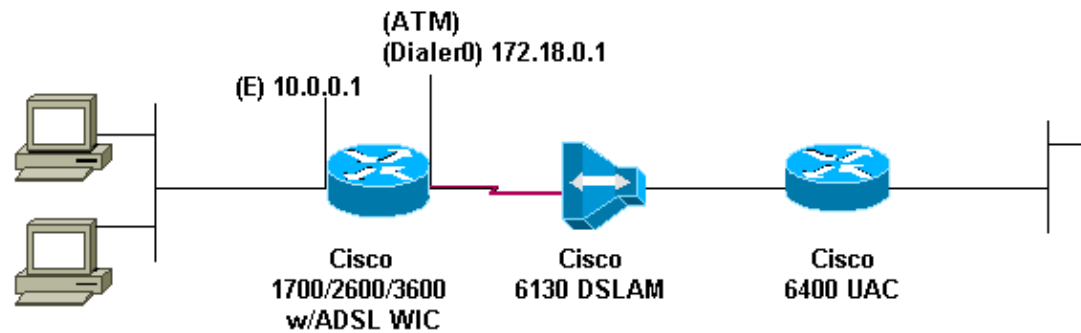 (ATM)
(Dialer0) 172.18.0.1
(E) 10.0.0.1
Cisco
1700/2600/3600
w/ADSL WIC
Cisco
6130 DSLAM
Cisco
6400 UAC